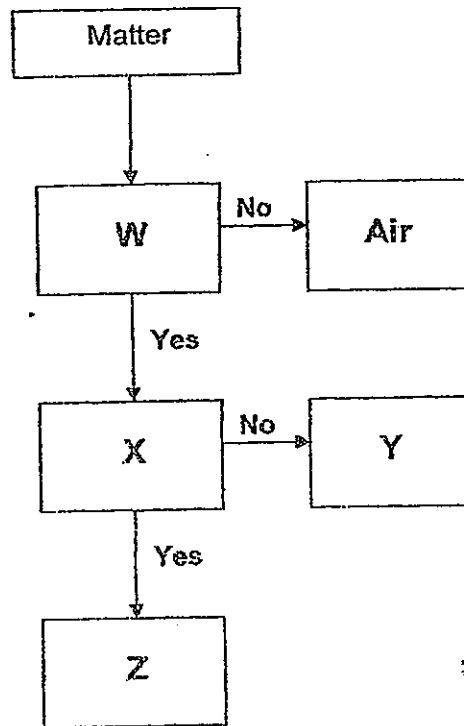 Matter
W
No
Air
Yes
X
No
Y
Yes
Z